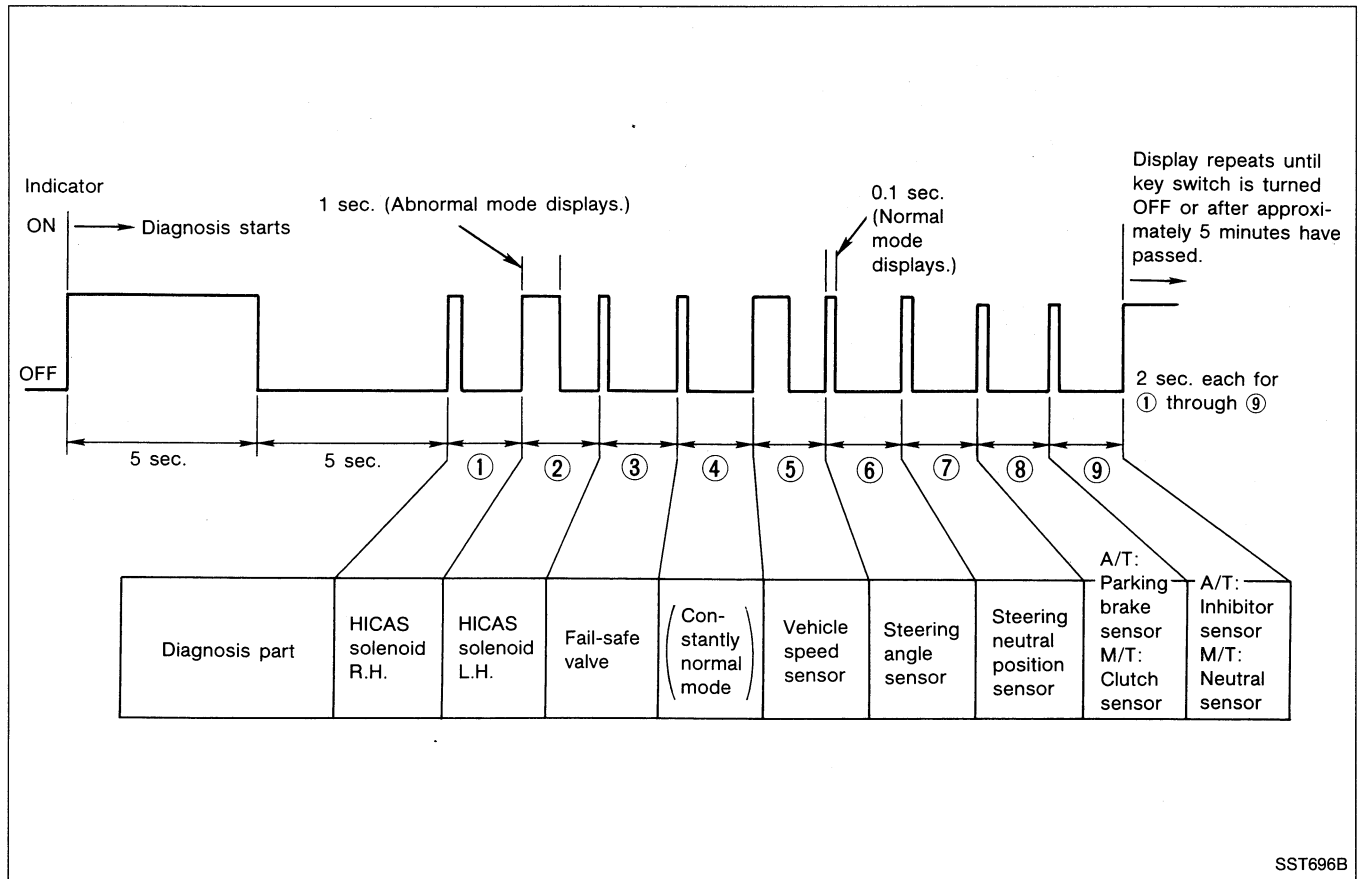 Indicator
ON
Diagnosis starts
1 sec. (Abnormal mode displays.)
0.1 sec.
(Normal
mode
displays.)
Display repeats until
key switch is turned
OFF or after approxi-
mately 5 minutes have
passed.
OFF
2 sec. each for
① through ⑨
5 sec.
5 sec.
①
②
③
④
⑤
⑥
⑦
⑧
⑨
Diagnosis part
HICAS
solenoid
R.H.
HICAS
solenoid
L.H.
Fail-safe
valve
(Con-
stantly
normal
mode)
Vehicle
speed
sensor
Steering
angle
sensor
Steering
neutral
position
sensor
A/T:
Parking
brake
sensor
M/T:
Clutch
sensor
A/T:
Inhibitor
sensor
M/T:
Neutral
sensor
SST696B